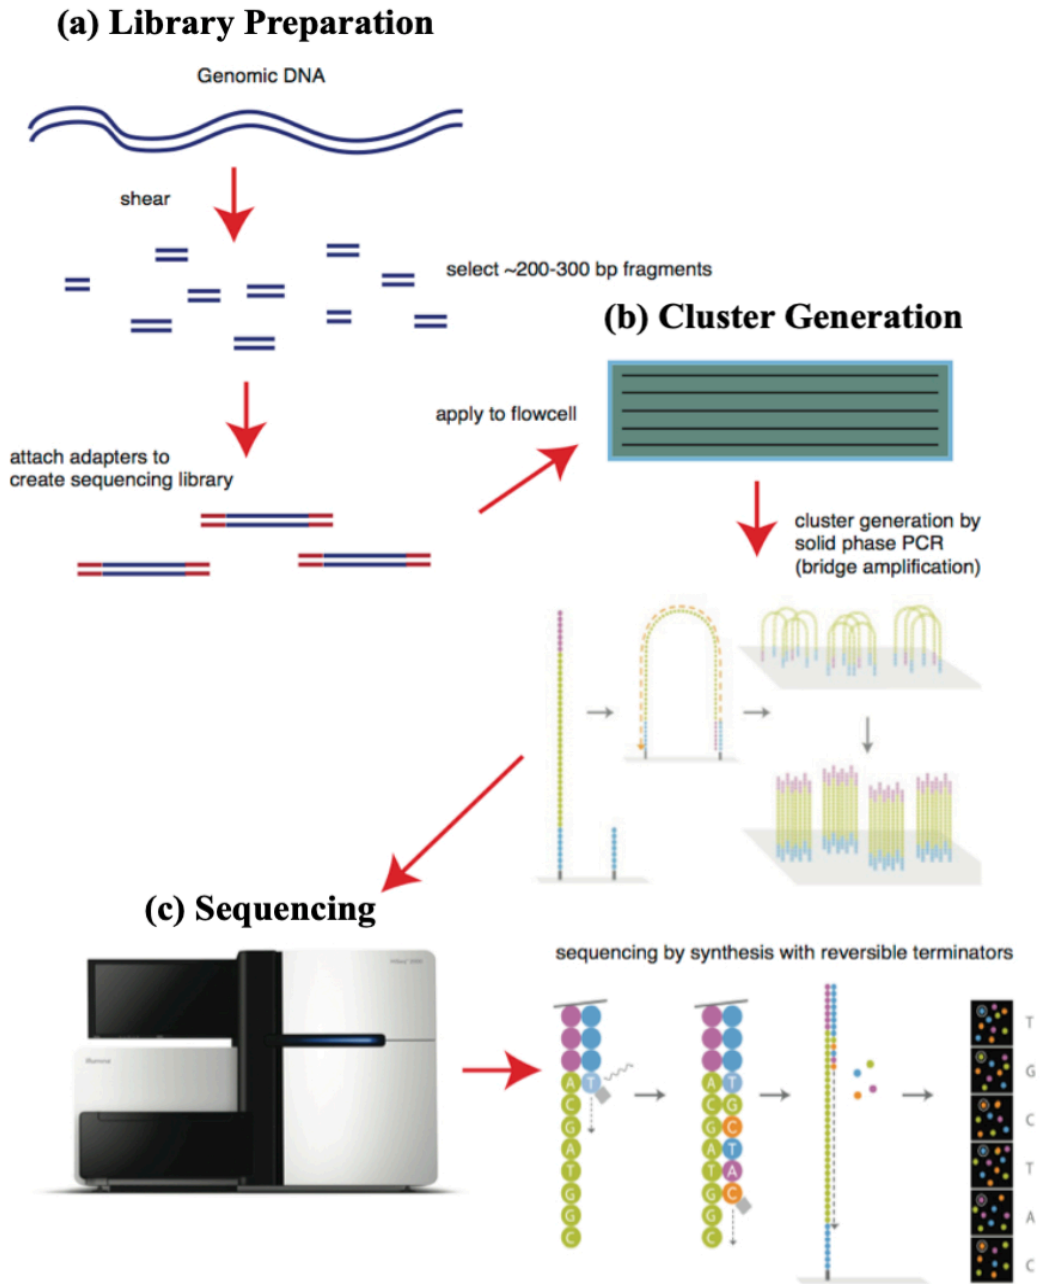 (a) Library Preparation
Genomic DNA
shear
select ~200-300 bp fragments
(b) Cluster Generation
apply to flowcell
attach adapters to
create sequencing library
cluster generation by
solid phase PCR
(bridge amplification)
(c) Sequencing
sequencing by synthesis with reversible terminators
A T
C
G
A
T
G
G
C
A T
C G
G C
A T
T A
G C
G
C
T
G
C
T
A
C